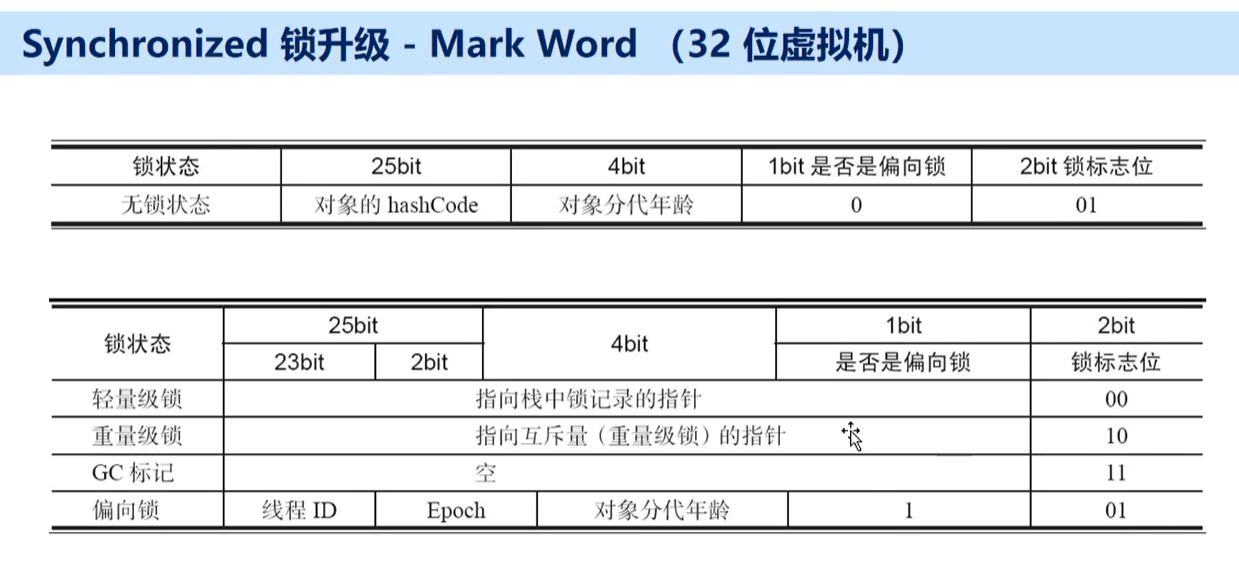 Synchronized 锁升级 - Mark Word （32 位虚拟机）
锁状态 25bit 4bit 1bit 是否是偏向锁 2bit 锁标志位
无锁状态 对象的 hashCode 对象分代年龄 0 01
锁状态 25bit 4bit 1bit 2bit
23bit 2bit 是否是偏向锁 锁标志位
轻量级锁 指向栈中锁记录的指针 00
重量级锁 指向互斥量（重量级锁）的指针 10
GC 标记 空 11
偏向锁 线程 ID Epoch 对象分代年龄 1 01